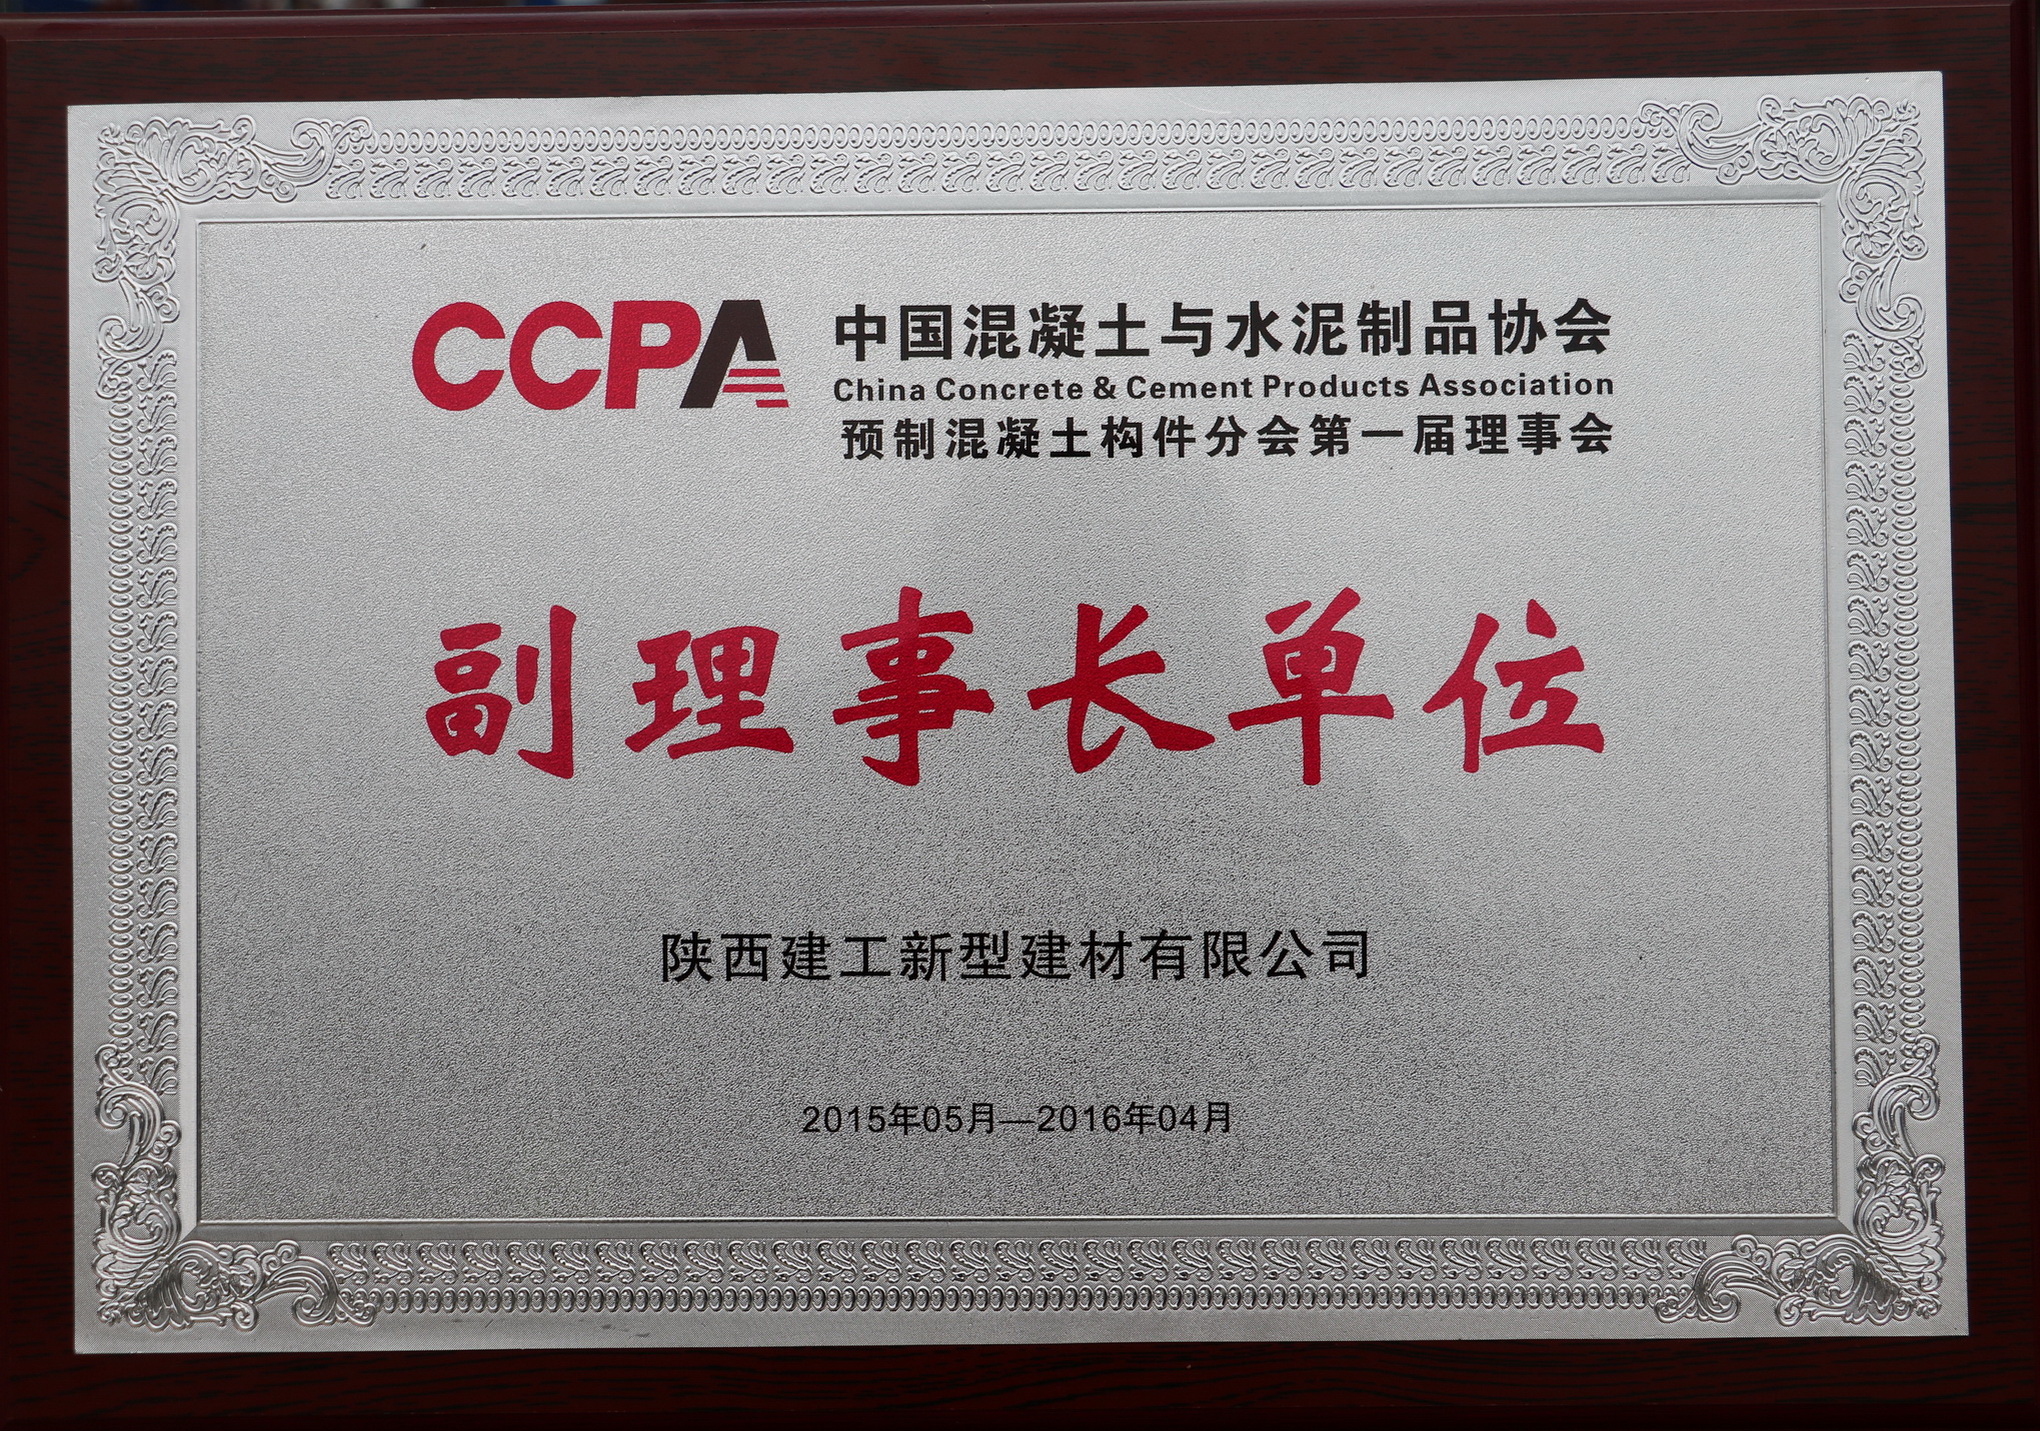 CCPA
中国混凝土与水泥制品协会
China Concrete & Cement Products Association
预制混凝土构件分会第一届理事会
副理事长单位
陕西建工新型建材有限公司
2015年05月—2016年04月